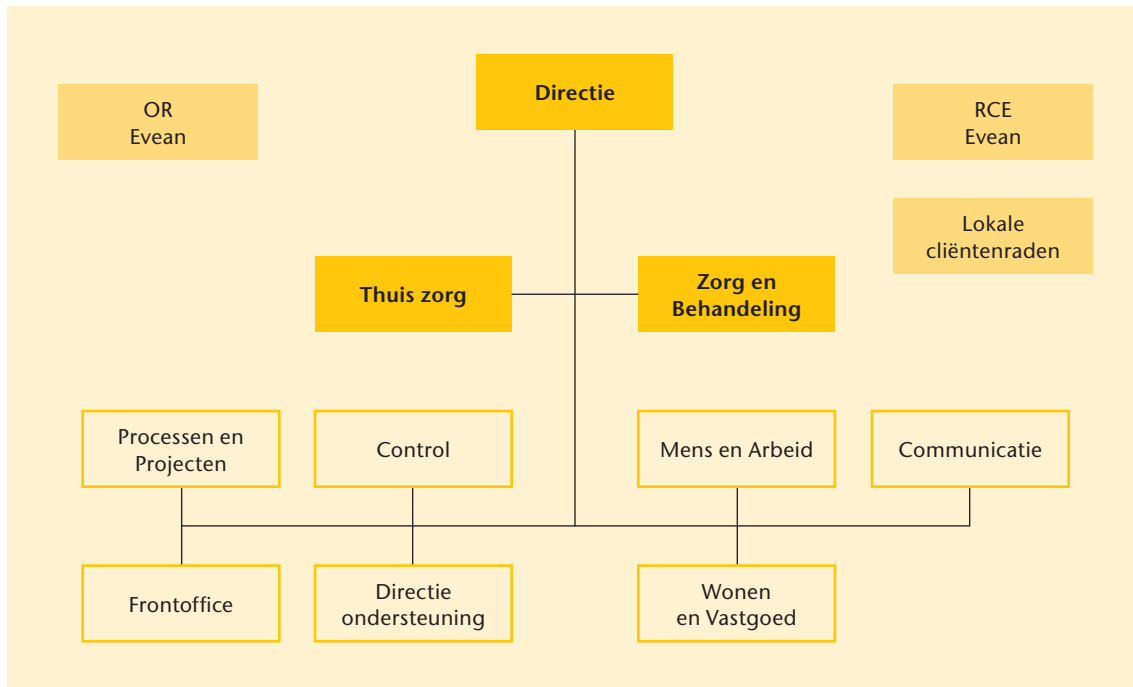 Directie
OR
Evean
RCE
Evean
Lokale
cliëntenraden
Thuis zorg
Zorg en
Behandeling
Processen en
Projecten
Control
Mens en Arbeid
Communicatie
Frontoffice
Directie
ondersteuning
Wonen
en Vastgoed